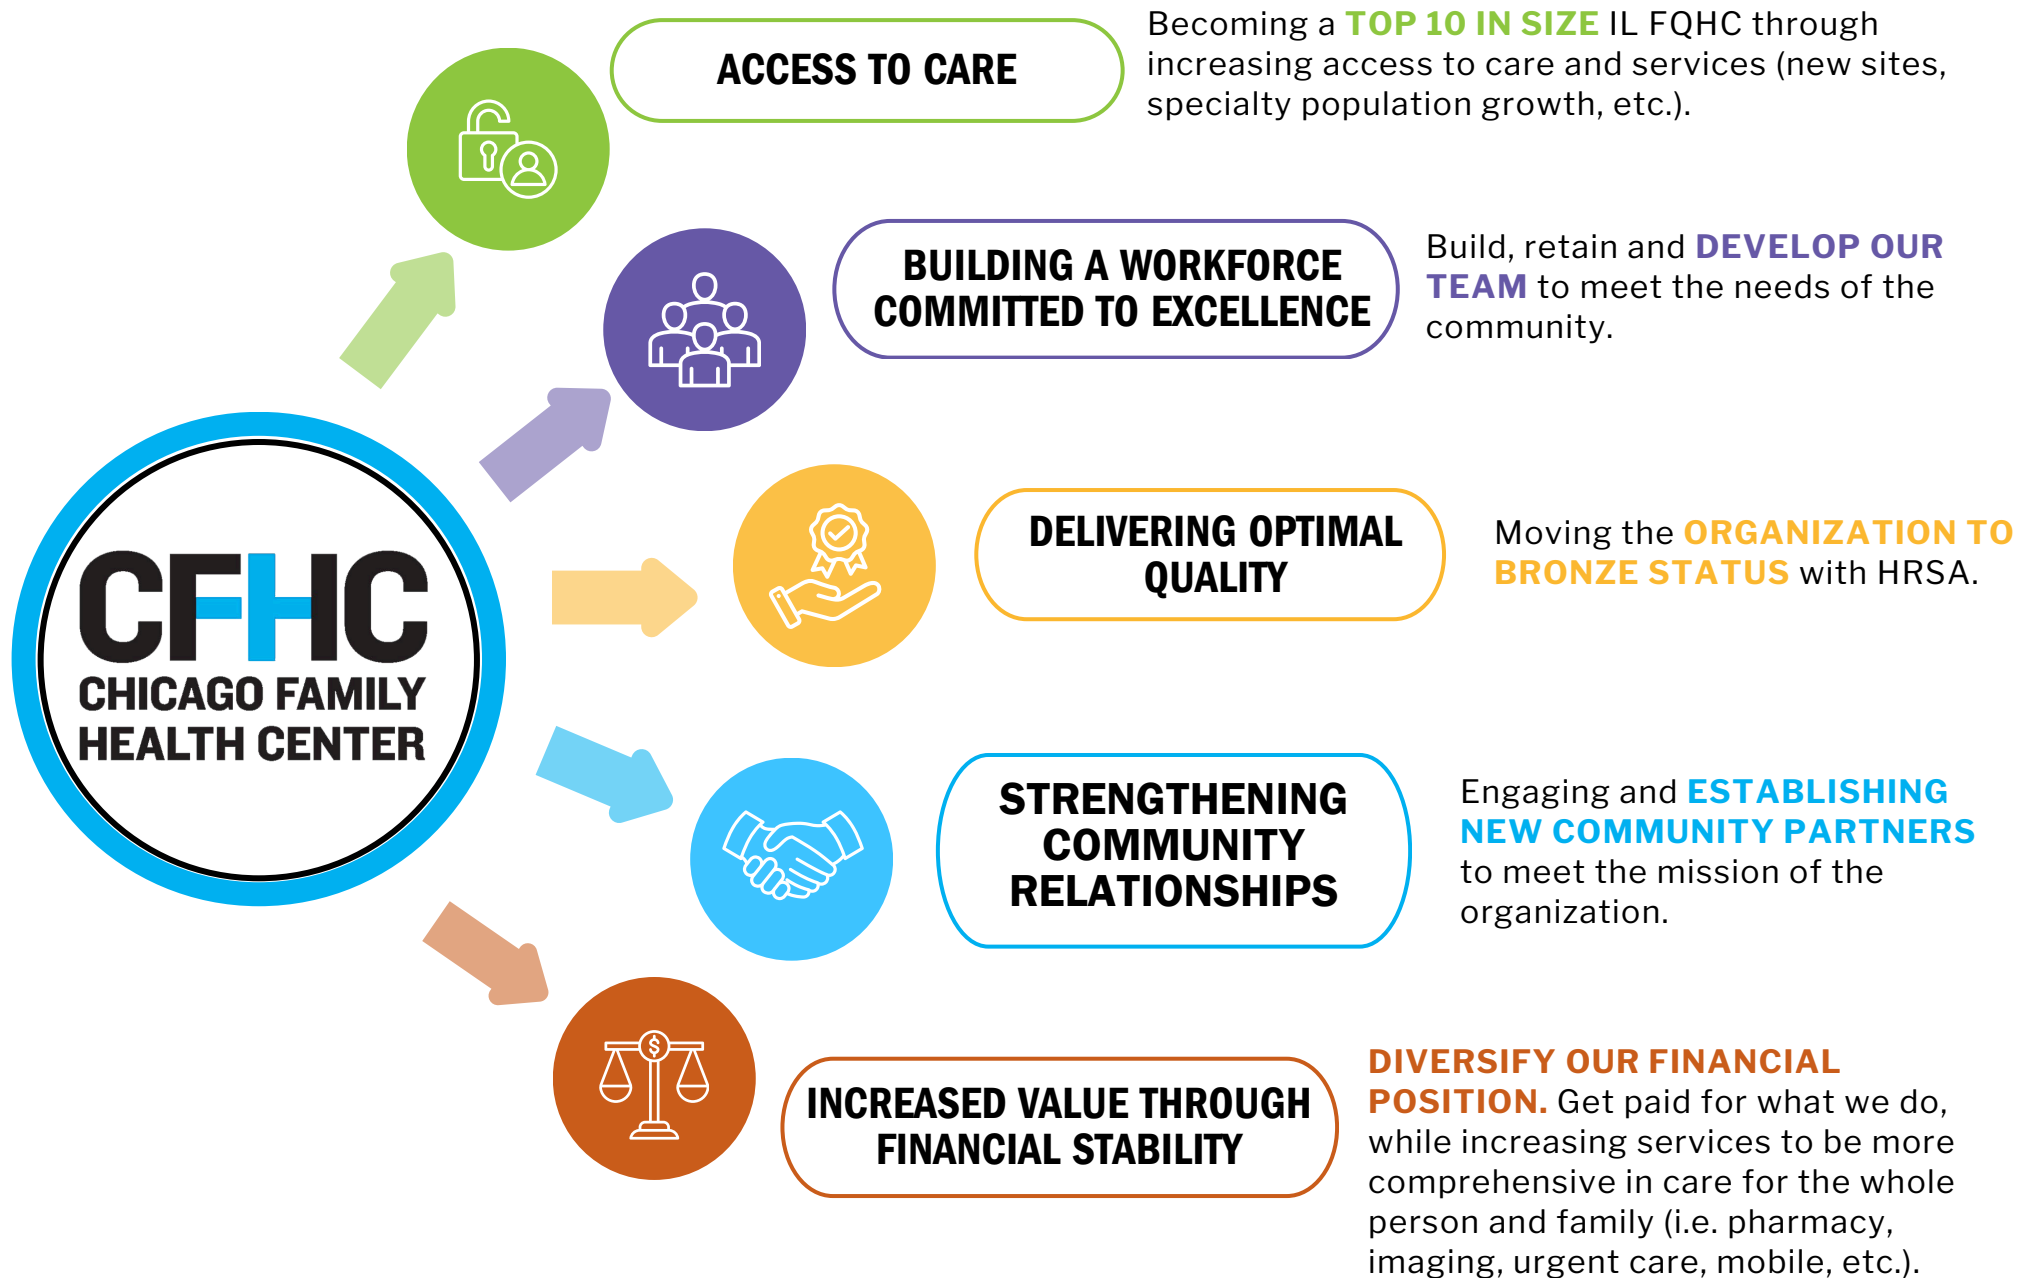 ACCESS TO CARE
Becoming a TOP 10 IN SIZE IL FQHC through
increasing access to care and services (new sites,
specialty population growth, etc.).
BUILDING A WORKFORCE
COMMITTED TO EXCELLENCE
Build, retain and DEVELOP OUR
TEAM to meet the needs of the
community.
CFHC
CHICAGO FAMILY
HEALTH CENTER
DELIVERING OPTIMAL
QUALITY
Moving the ORGANIZATION TO
BRONZE STATUS with HRSA.
STRENGTHENING
COMMUNITY
RELATIONSHIPS
Engaging and ESTABLISHING
NEW COMMUNITY PARTNERS
to meet the mission of the
organization.
$
INCREASED VALUE THROUGH
FINANCIAL STABILITY
DIVERSIFY OUR FINANCIAL
POSITION. Get paid for what we do,
while increasing services to be more
comprehensive in care for the whole
person and family (i.e. pharmacy,
imaging, urgent care, mobile, etc.).